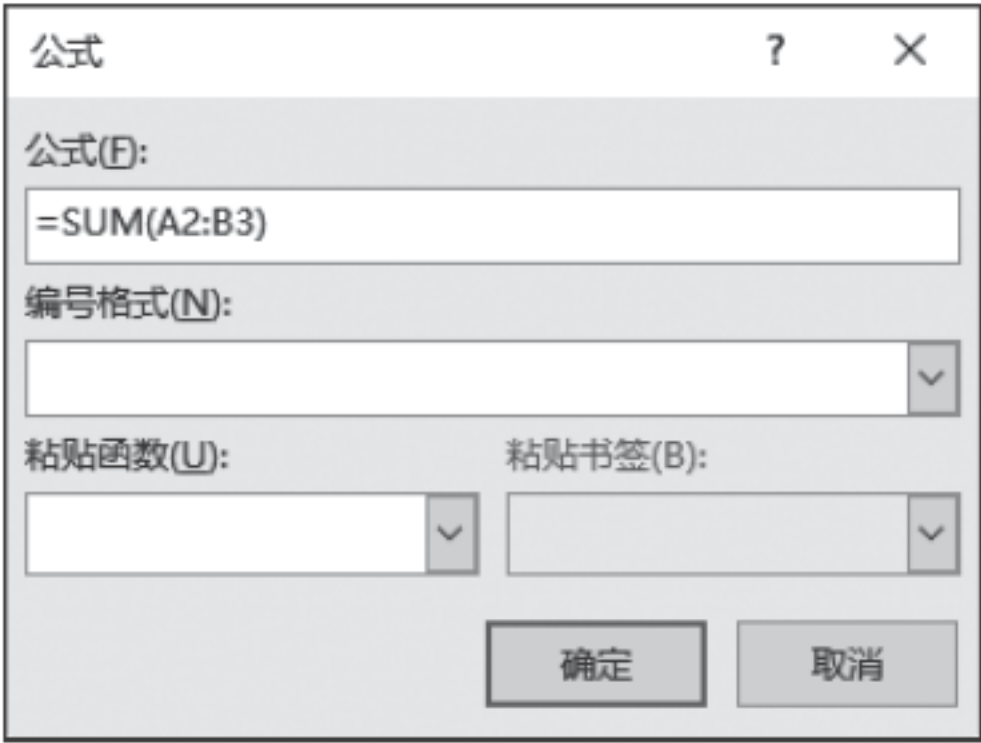 公式 ?
公式(F):
=SUM(A2:B3)
编号格式(N):
粘贴函数(U): 粘贴书签(B):
确定 取消